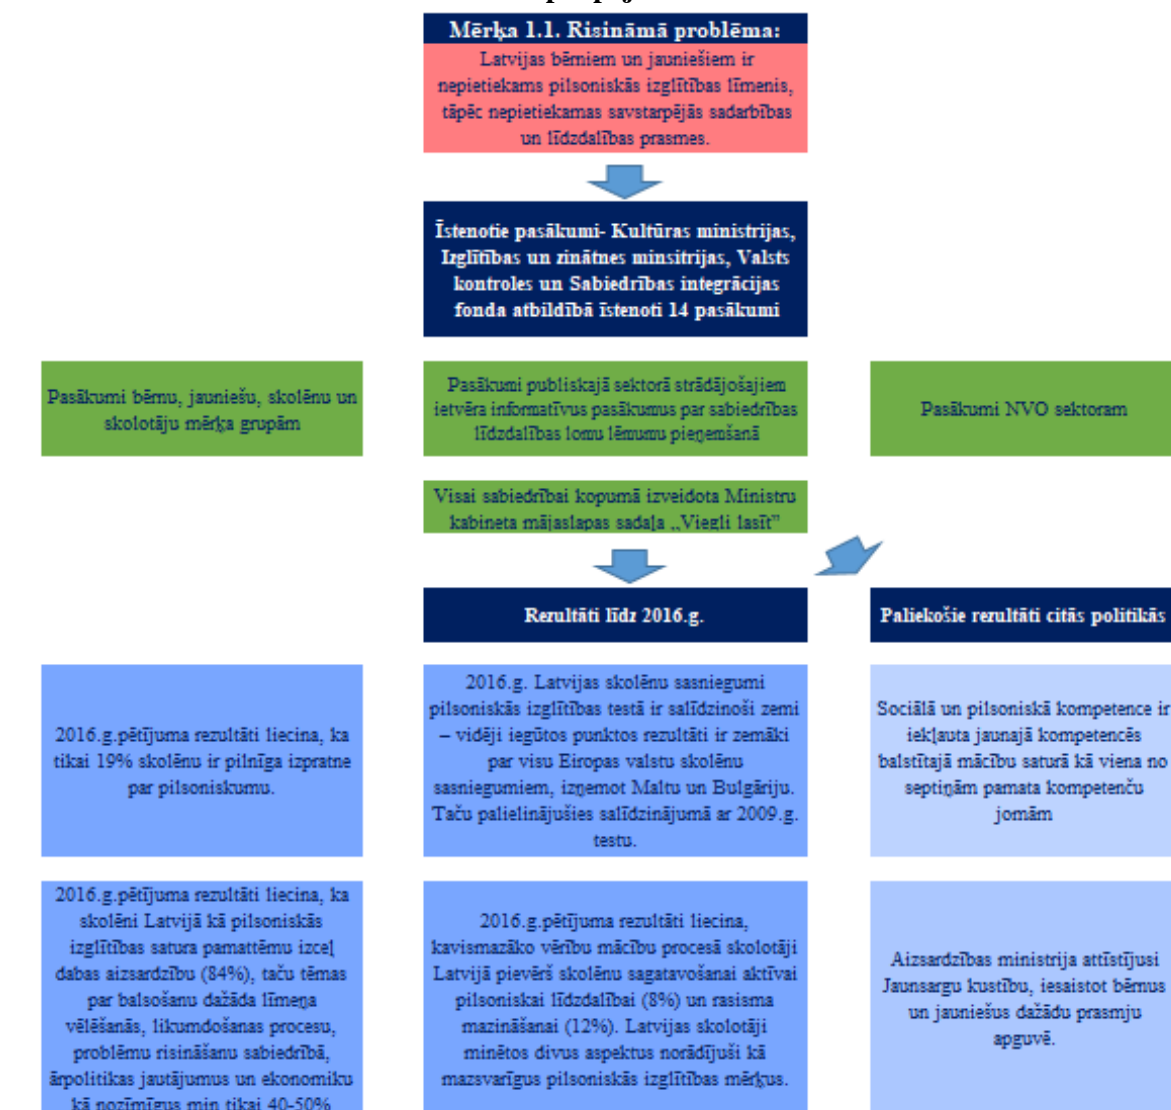 Mērķa 1.1. Risināmā problēma:
Latvijas bērniem un jauniešiem ir
nepietiekams pilsoniskās izglītības līmenis,
tāpēc nepietiekamas savstarpējās sadarbības
un līdzdalības prasmes.
Īstenotie pasākumi- Kultūras ministrijas,
Izglītības un zinātnes minsitrijas, Valsts
kontroles un Sabiedrības integrācijas
fonda atbildībā īstenoti 14 pasākumi
Pasākumi bērnu, jauniešu, skolēnu un
skolotāju mērķa grupām
Pasākumi publiskajā sektorā strādājošajiem
ietvēra informatīvus pasākumus par sabiedrības
līdzdalības lomu lēmumu pieņemšanā
Pasākumi NVO sektoram
Visai sabiedrībai kopumā izveidota Ministru
kabineta mājaslapas sadaļa „Viegli lasīt”
Rezultāti līdz 2016.g.
Paliekošie rezultāti citās politikās
2016.g.pētījuma rezultāti liecina, ka
tikai 19% skolēnu ir pilnīga izpratne
par pilsoniskumu.
2016.g. Latvijas skolēnu sasniegumi
pilsoniskās izglītības testā ir salīdzinoši zemi
– vidēji iegūtos punktos rezultāti ir zemāki
par visu Eiropas valstu skolēnu
sasniegumiem, izņemot Maltu un Bulgāriju.
Taču palielinājušies salīdzinājumā ar 2009.g.
testu.
Sociālā un pilsoniskā kompetence ir
iekļauta jaunajā kompetencēs
balstītajā mācību saturā kā viena no
septiņām pamata kompetenču
jomām
2016.g.pētījuma rezultāti liecina, ka
skolēni Latvijā kā pilsoniskās
izglītības satura pamattēmu izceļ
dabas aizsardzību (84%), taču tēmas
par balsošanu dažāda līmeņa
vēlēšanās, likumdošanas procesu,
problēmu risināšanu sabiedrībā,
ārpolitikas jautājumus un ekonomiku
kā nozīmīgus min tikai 40-50%
2016.g.pētījuma rezultāti liecina,
kavismazāko vērību mācību procesā skolotāji
Latvijā pievērš skolēnu sagatavošanai aktīvai
pilsoniskai līdzdalībai (8%) un rasisma
mazināšanai (12%). Latvijas skolotāji
minētos divus aspektus norādījuši kā
mazsvarīgus pilsoniskās izglītības mērķus.
Aizsardzības ministrija attīstījusi
Jaunsargu kustību, iesaistot bērnus
un jauniešus dažādu prasmju
apguvē.